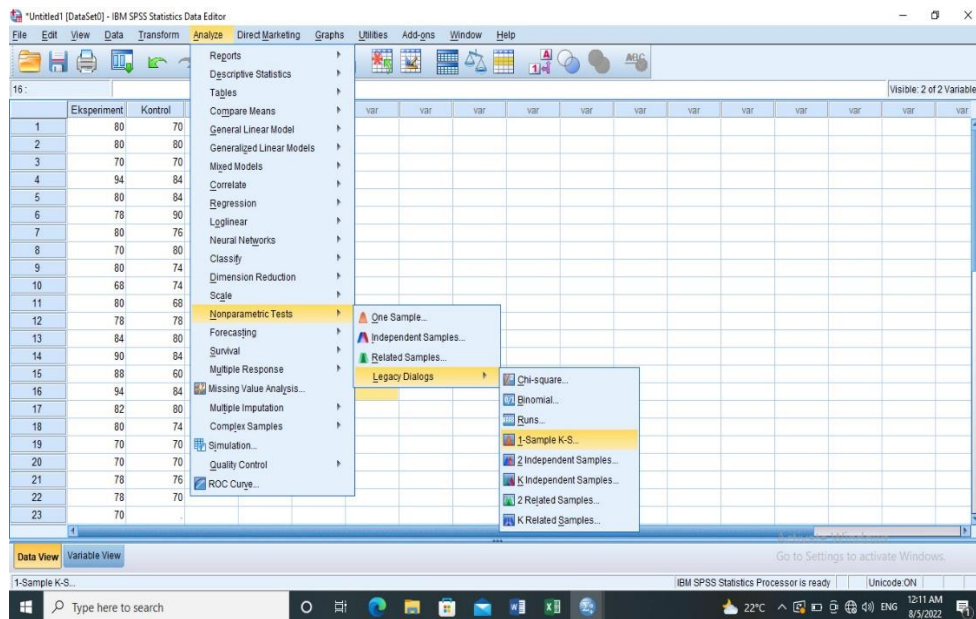 *Untitled1 [DataSet0] - IBM SPSS Statistics Data Editor
File Edit View Data Transform Analyze Direct Marketing Graphs Utilities Add-ons Window Help
16 :
Visible: 2 of 2 Variable
Eksperiment Kontrol var var var var var var var var var var var var
1 80 70
2 80 80
3 70 70
4 94 84
5 80 84
6 78 90
7 80 76
8 70 80
9 80 74
10 68 74
11 80 68
12 78 78
13 84 80
14 90 84
15 88 60
16 94 84
17 82 80
18 80 74
19 70 70
20 70 70
21 78 76
22 78 70
23 70 .
Reports
Descriptive Statistics
Tables
Compare Means
General Linear Model
Generalized Linear Models
Mixed Models
Correlate
Regression
Loglinear
Neural Networks
Classify
Dimension Reduction
Scale
Nonparametric Tests
Forecasting
Survival
Multiple Response
Missing Value Analysis...
Multiple Imputation
Complex Samples
Simulation...
Quality Control
ROC Curve...
One Sample...
Independent Samples...
Related Samples...
Legacy Dialogs
Chi-square...
Binomial...
Runs...
1-Sample K-S...
2 Independent Samples...
K Independent Samples...
2 Related Samples...
K Related Samples...
Data View Variable View
Activate Windows
Go to Settings to activate Windows.
1-Sample K-S...
IBM SPSS Statistics Processor is ready Unicode:ON
Type here to search
22°C ENG
12:11 AM
8/5/2022